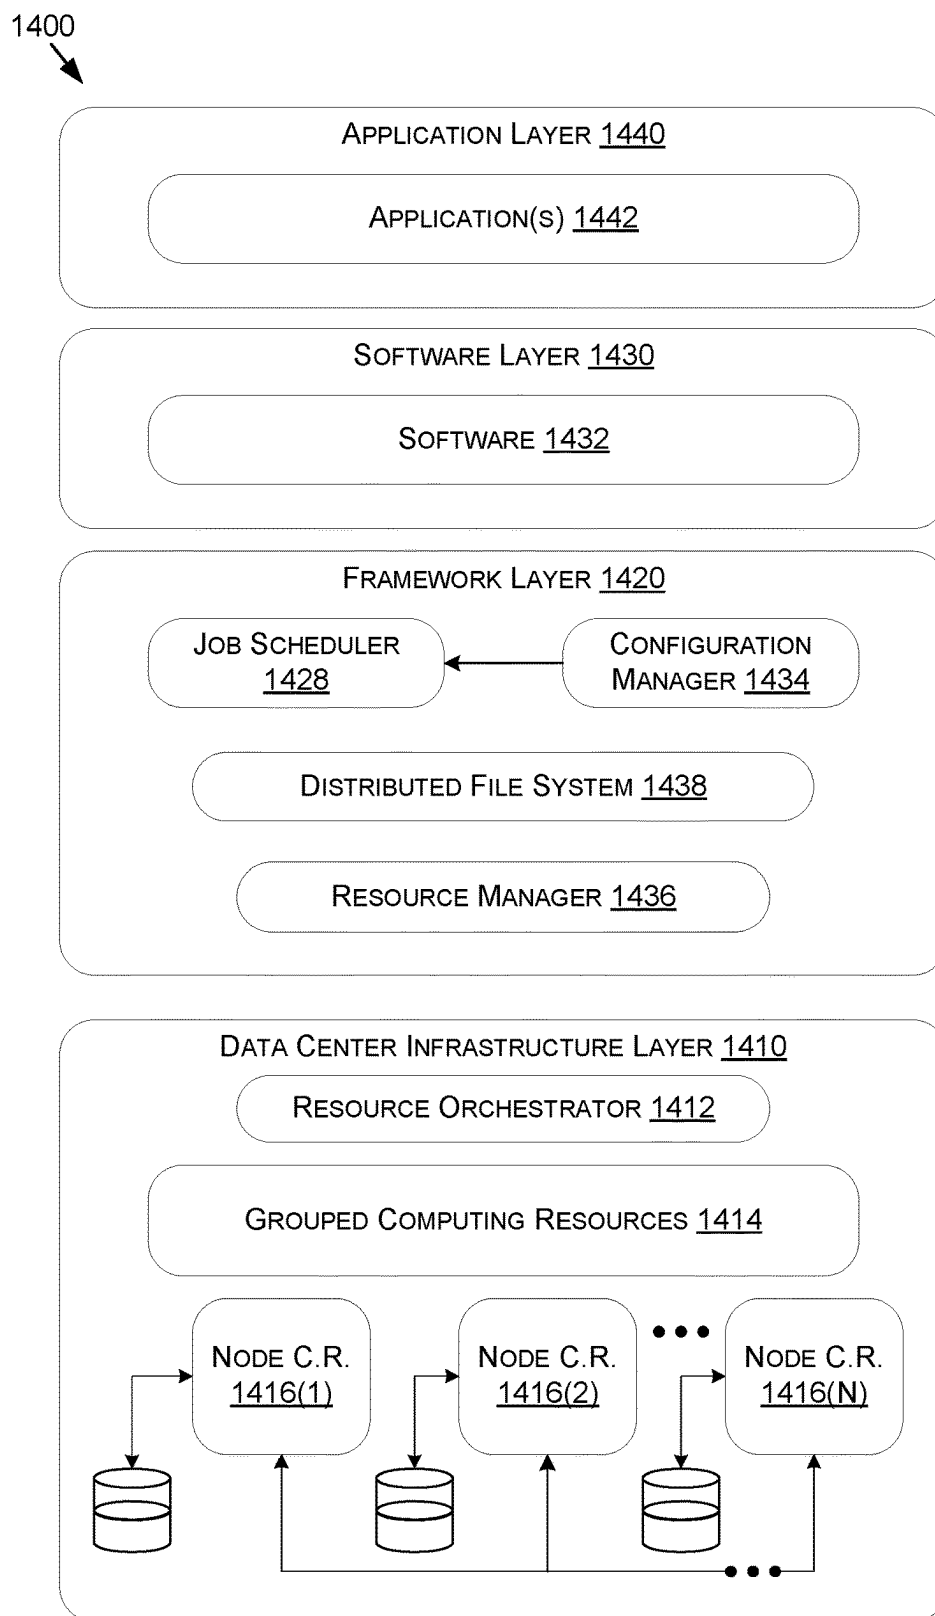 1400
APPLICATION LAYER 1440
APPLICATION(S) 1442
SOFTWARE LAYER 1430
SOFTWARE 1432
FRAMEWORK LAYER 1420
JOB SCHEDULER
1428
CONFIGURATION
MANAGER 1434
DISTRIBUTED FILE SYSTEM 1438
RESOURCE MANAGER 1436
DATA CENTER INFRASTRUCTURE LAYER 1410
RESOURCE ORCHESTRATOR 1412
GROUPED COMPUTING RESOURCES 1414
NODE C.R.
1416(1)
NODE C.R.
1416(2)
NODE C.R.
1416(N)